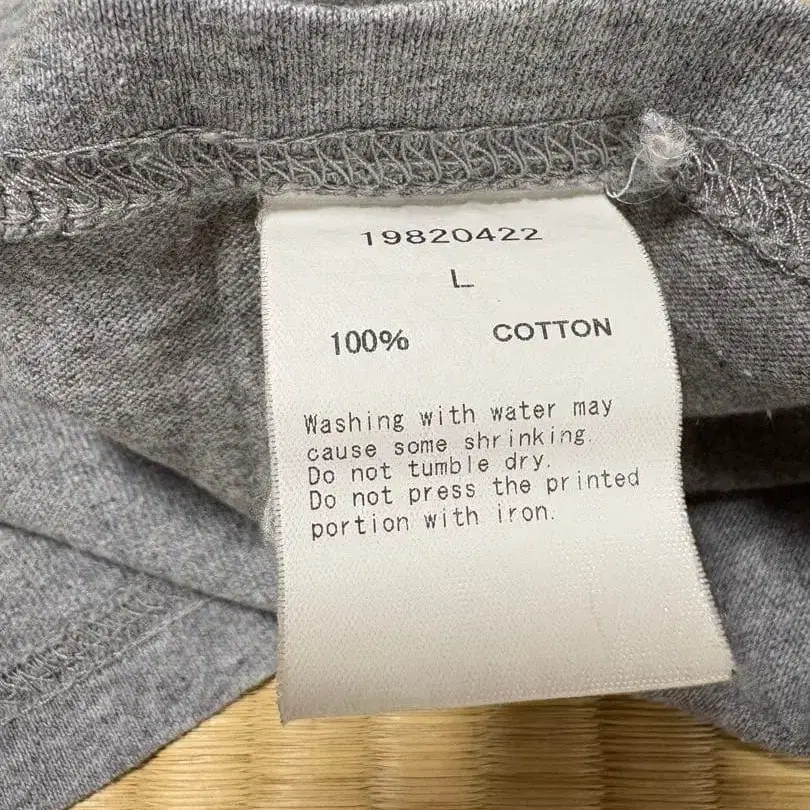 19820422
L
100% COTTON
Washing with water may
cause some shrinking.
Do not tumble dry.
Do not press the printed
portion with iron.